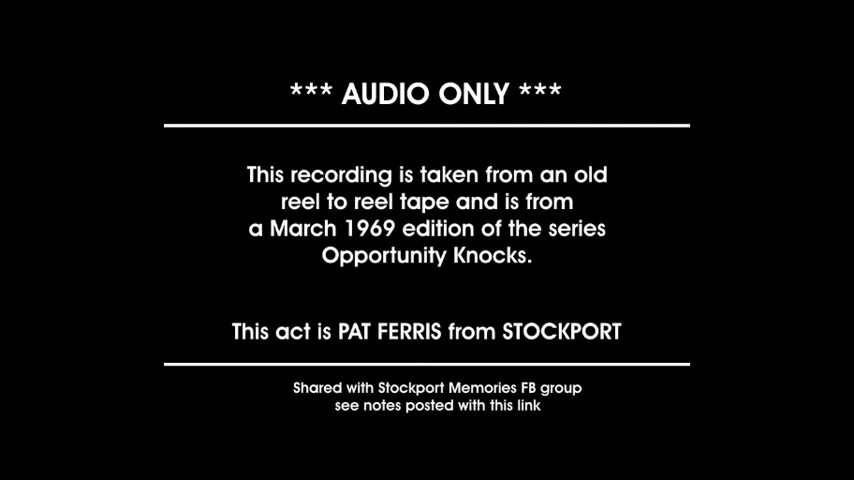 *** AUDIO ONLY ***
This recording is taken from an old
reel to reel tape and is from
a March 1969 edition of the series
Opportunity Knocks.
This act is PAT FERRIS from STOCKPORT
Shared with Stockport Memories FB group
see notes posted with this link